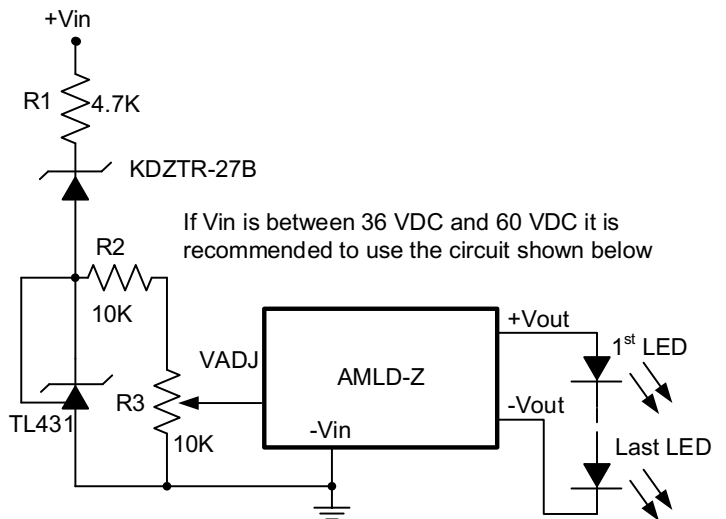 +Vin
R1
4.7K
KDZTR-27B
If Vin is between 36 VDC and 60 VDC it is
recommended to use the circuit shown below
R2
10K
+Vout
VADJ
AMLD-Z
1st LED
R3
-Vout
TL431
10K
-Vin
Last LED